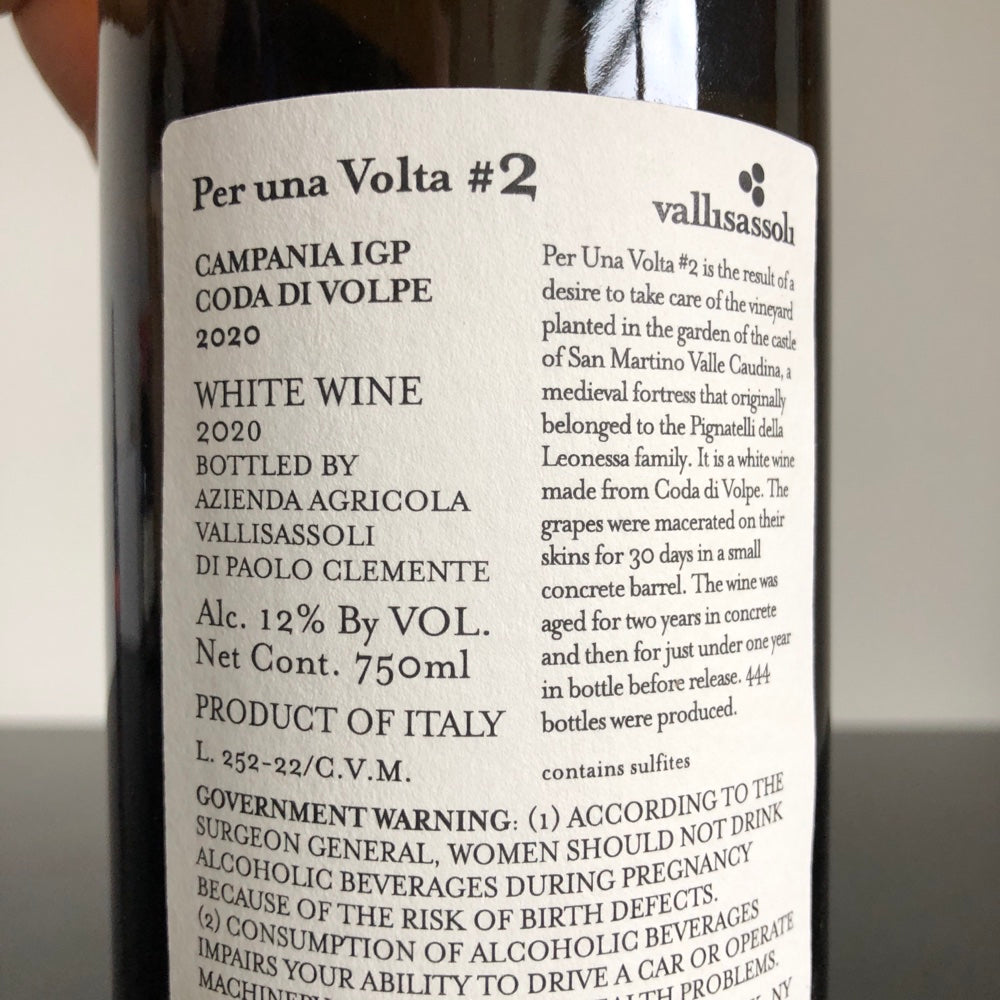 Per una Volta #2
CAMPANIA IGP
CODA DI VOLPE
2020
WHITE WINE
2020
BOTTLED BY
AZIENDA AGRICOLA
VALLISASSOLI
DI PAOLO CLEMENTE
Alc. 12% By VOL.
Net Cont. 750ml
PRODUCT OF ITALY
L. 252-22/C.V.M.
vallısassolı
Per Una Volta #2 is the result of a
desire to take care of the vineyard
planted in the garden of the castle
of San Martino Valle Caudina, a
medieval fortress that originally
belonged to the Pignatelli della
Leonessa family. It is a white wine
made from Coda di Volpe. The
grapes were macerated on their
skins for 30 days in a small
concrete barrel. The wine was
aged for two years in concrete
and then for just under one year
in bottle before release. 444
bottles were produced.
contains sulfites
GOVERNMENT WARNING: (1) ACCORDING TO THE
SURGEON GENERAL, WOMEN SHOULD NOT DRINK
ALCOHOLIC BEVERAGES DURING PREGNANCY
BECAUSE OF THE RISK OF BIRTH DEFECTS.
(2) CONSUMPTION OF ALCOHOLIC BEVERAGES
IMPAIRS YOUR ABILITY TO DRIVE A CAR OR OPERATE
PROBLEMS.
NY